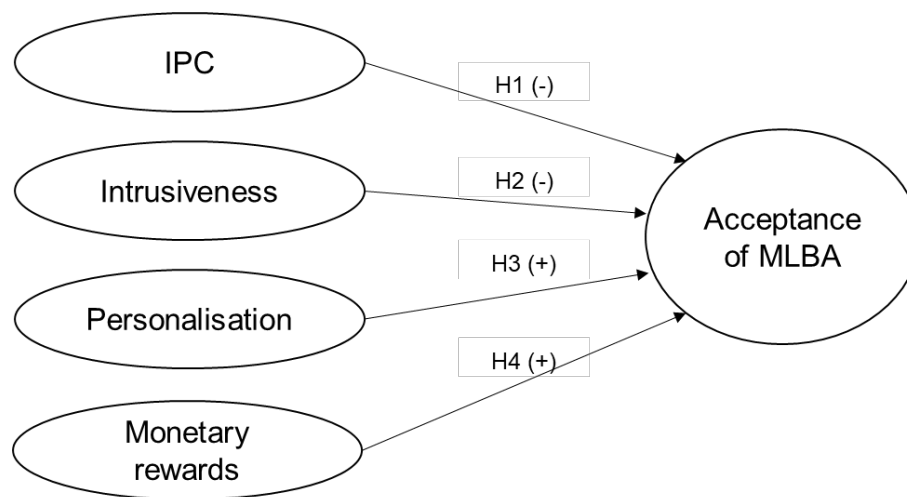 IPC
H1 (-)
Intrusiveness
H2 (-)
Acceptance
of MLBA
H3 (+)
Personalisation
H4 (+)
Monetary
rewards